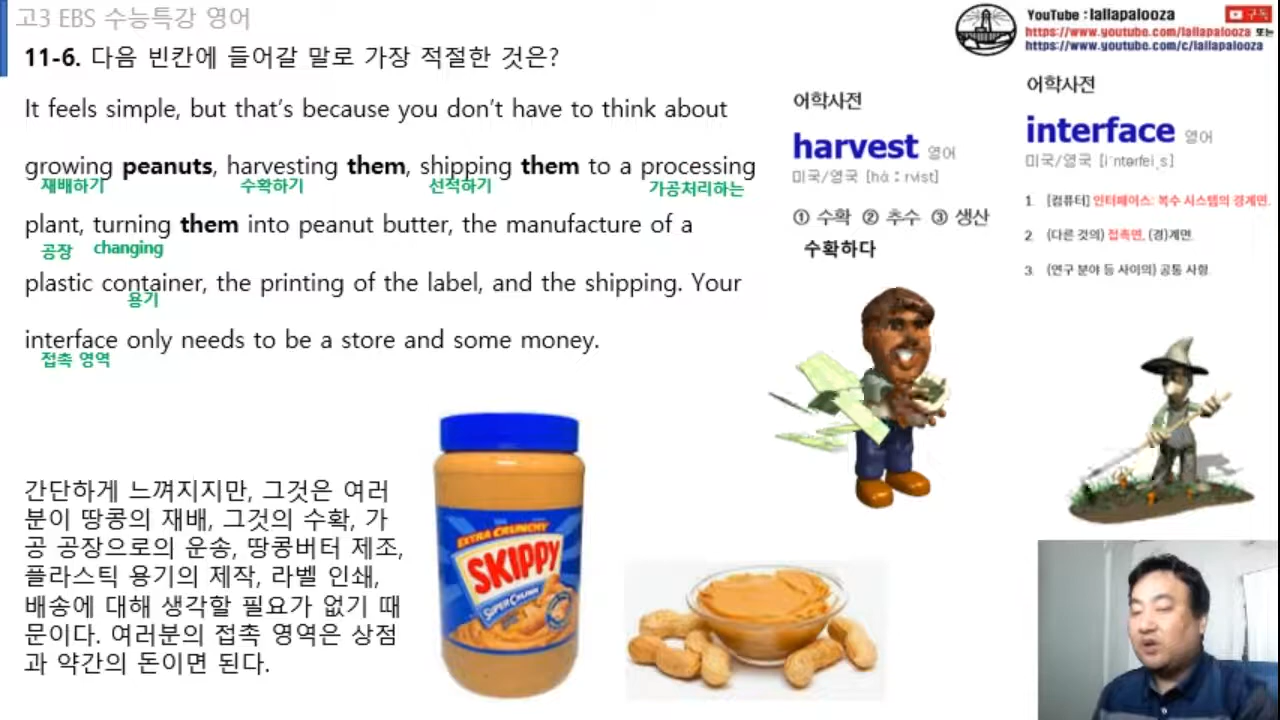 고3 EBS 수능특강 영어
11-6. 다음 빈칸에 들어갈 말로 가장 적절한 것은?
It feels simple, but that's because you don't have to think about
growing peanuts, harvesting them, shipping them to a processing
재배하기 수확하기 선적하기 가공처리하는
plant, turning them into peanut butter, the manufacture of a
공장 changing
plastic container, the printing of the label, and the shipping. Your
용기
interface only needs to be a store and some money.
접촉 영역
간단하게 느껴지지만, 그것은 여러
분이 땅콩의 재배, 그것의 수확, 가
공 공장으로의 운송, 땅콩버터 제조,
플라스틱 용기의 제작, 라벨 인쇄,
배송에 대해 생각할 필요가 없기 때
문이다. 여러분의 접촉 영역은 상점
과 약간의 돈이면 된다.
EXTRA CRUNCHY
SKIPPY
SUPER CHUNK
어학사전
harvest 영어
미국/영국 [hάːrvist]
① 수확 ② 추수 ③ 생산
수확하다
YouTube : lallapalooza
구독
https://www.youtube.com/lallapalooza 또는
https://www.youtube.com/c/lallapalooza
어학사전
interface 영어
미국/영국 [íˈntərfeiˌs]
1. [컴퓨터] 인터페이스: 복수 시스템의 경계면.
2. (다른 것의) 접촉면, (경)계면.
3. (연구 분야 등 사이의) 공통 사항.